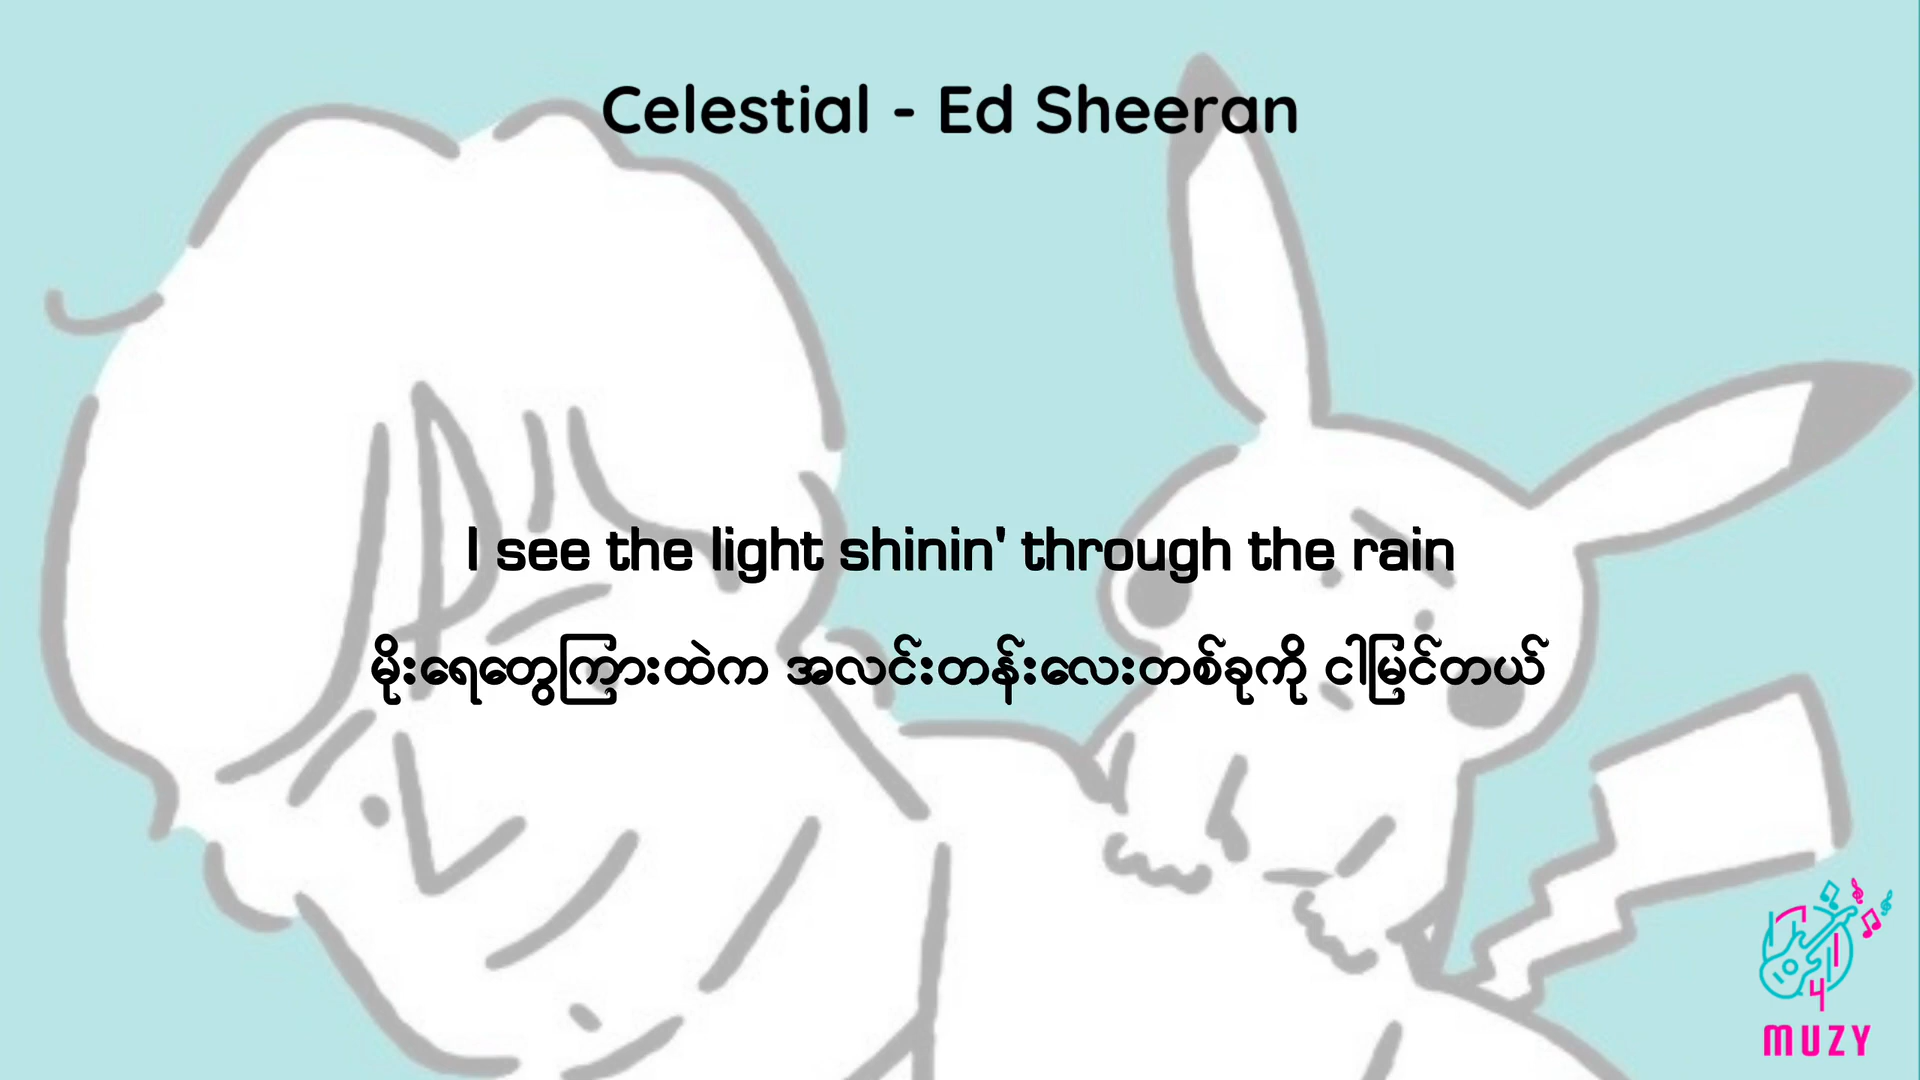 Celestial - Ed Sheeran
I see the light shinin' through the rain
မိုးရေတွေကြားထဲက အလင်းတန်းလေးတစ်ခုကို ငါမြင်တယ်
MUZY